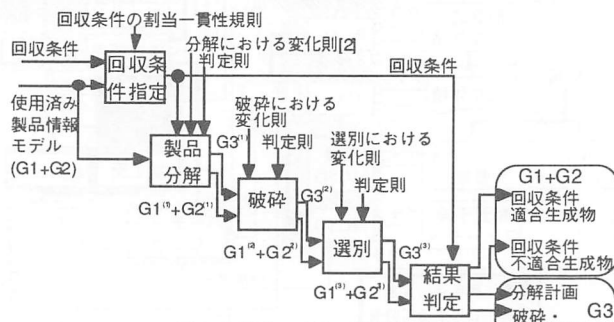 回収条件の割当一貫性規則
回収条件
回収条
件指定
分解における変化則[2]
判定則
回収条件
使用済み
製品情報
モデル
(G1+G2)
製品
分解
G3⁽¹⁾
破砕における
変化則
判定則
G1⁽¹⁾+G2⁽¹⁾
破砕
G3⁽²⁾
選別における
変化則
判定則
G1⁽²⁾+G2²⁾
選別
G3⁽³⁾
G1⁽³⁾+G2³⁾
結果
判定
G1+G2
回収条件
適合生成物
回収条件
不適合生成物
分解計画
破砕・
G3